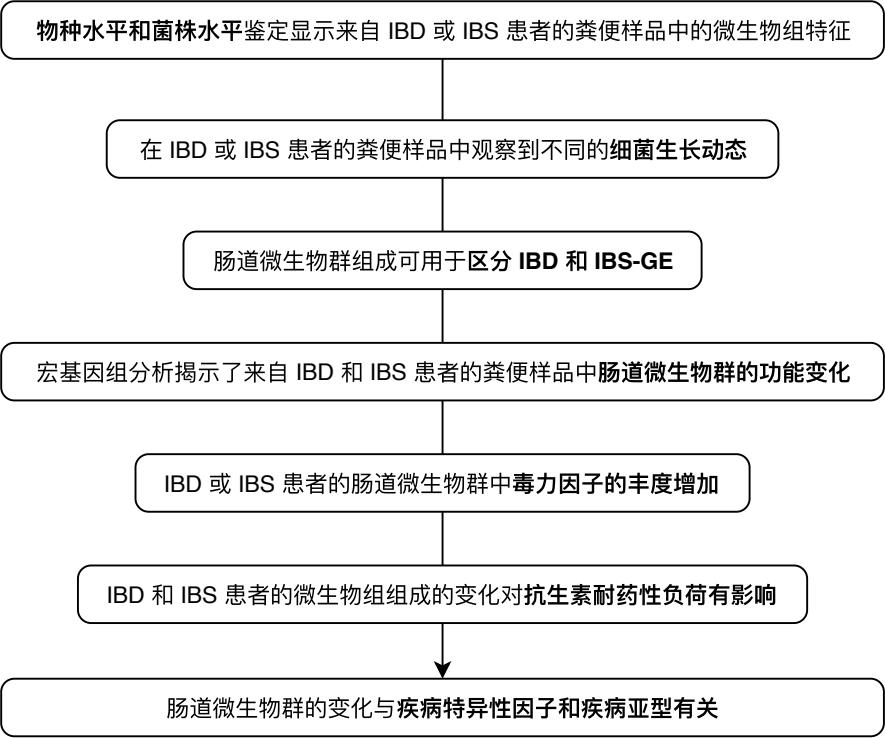 物种水平和菌株水平鉴定显示来自 IBD 或 IBS 患者的粪便样品中的微生物组特征
在 IBD 或 IBS 患者的粪便样品中观察到不同的细菌生长动态
肠道微生物群组成可用于区分 IBD 和 IBS-GE
宏基因组分析揭示了来自 IBD 和 IBS 患者的粪便样品中肠道微生物群的功能变化
IBD 或 IBS 患者的肠道微生物群中毒力因子的丰度增加
IBD 和 IBS 患者的微生物组组成的变化对抗生素耐药性负荷有影响
肠道微生物群的变化与疾病特异性因子和疾病亚型有关